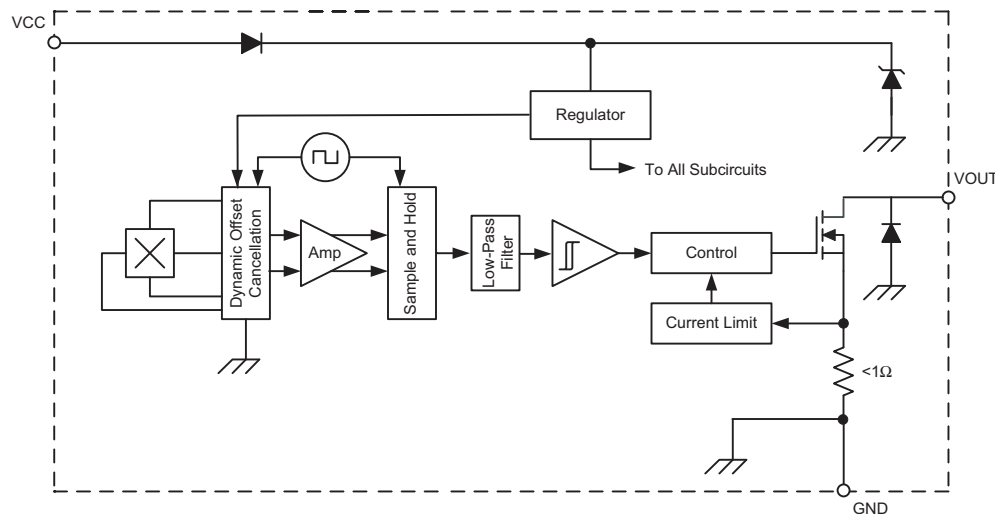 VCC
Regulator
To All Subcircuits
VOUT
Dynamic Offset
Cancellation
Amp
Sample and Hold
Low-Pass
Filter
Control
Current Limit
<1Ω
GND